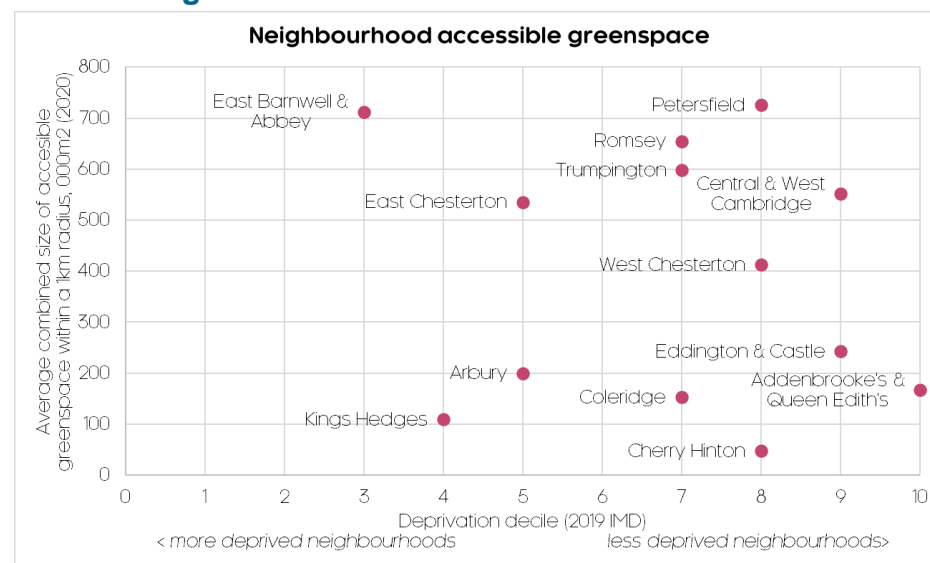 Neighbourhood accessible greenspace
Average combined size of accesible
greenspace within a 1km radius, 000m2 (2020)
800
700
600
500
400
300
200
100
0
East Barnwell &
Abbey
Petersfield
Romsey
Trumpington
Central & West
Cambridge
East Chesterton
West Chesterton
Eddington & Castle
Arbury
Addenbrooke's &
Queen Edith's
Coleridge
Kings Hedges
Cherry Hinton
0 1 2 3 4 5 6 7 8 9 10
Deprivation decile (2019 IMD)
< more deprived neighbourhoods less deprived neighbourhoods>